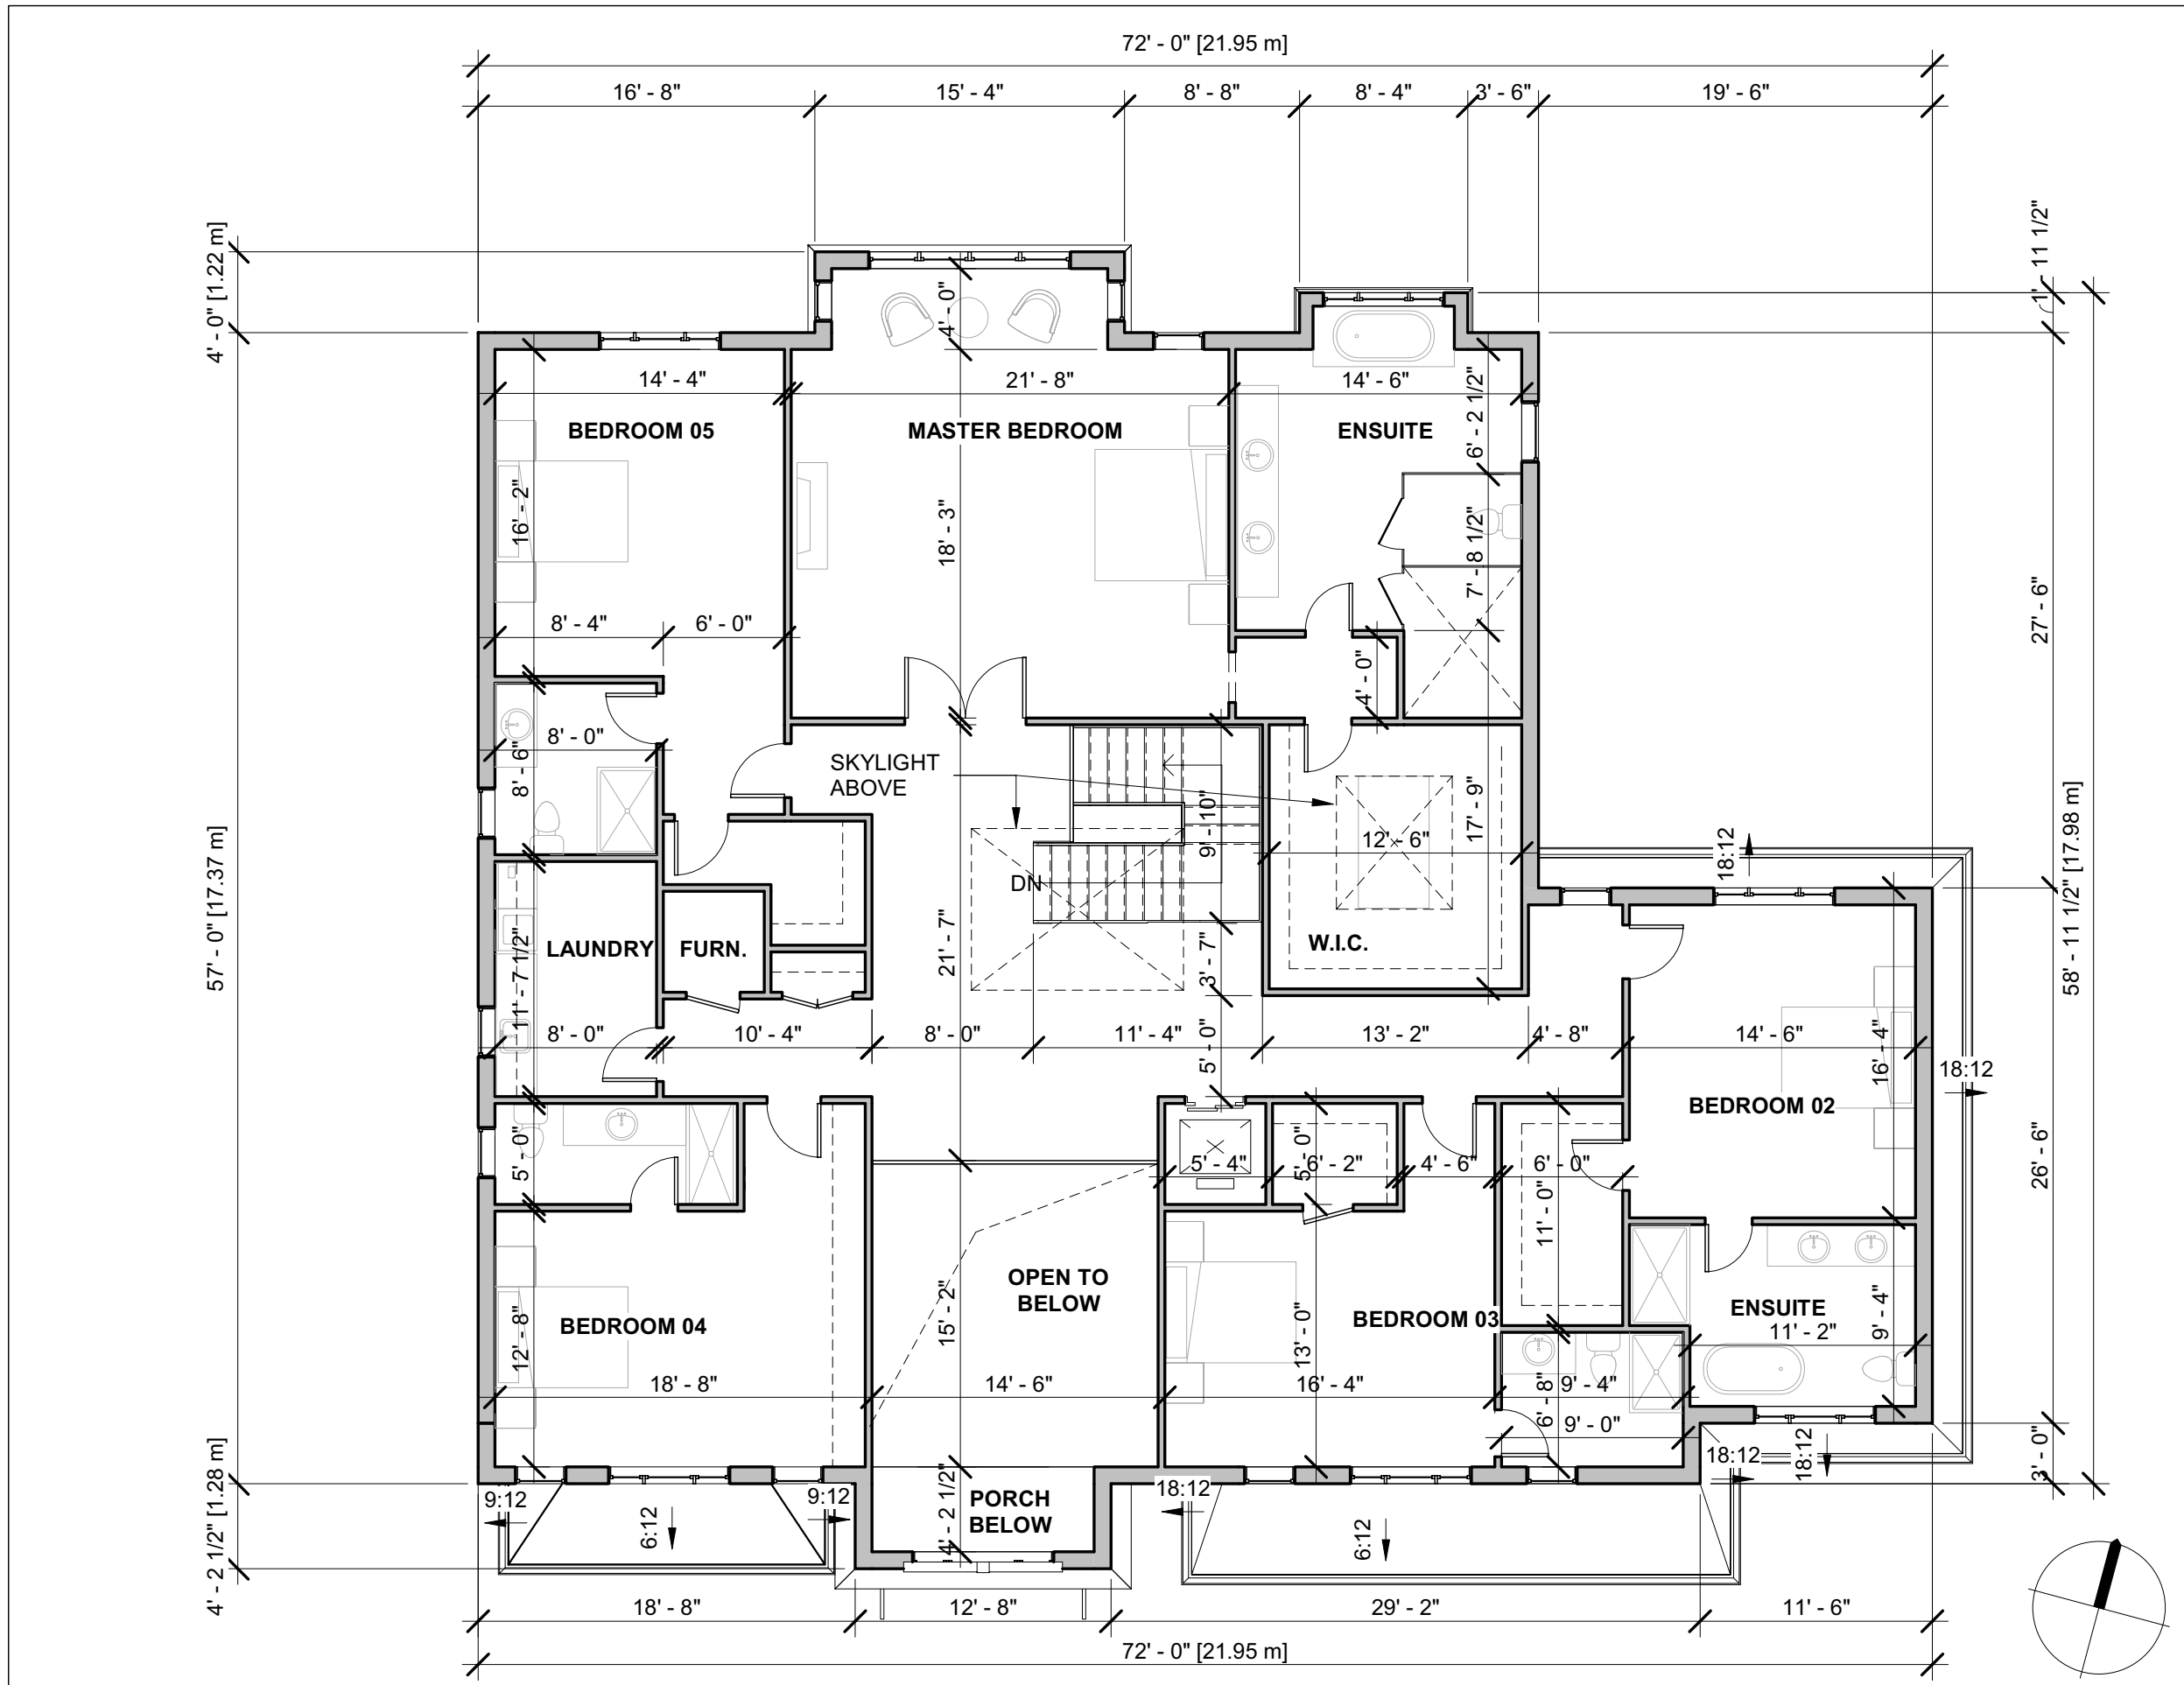 72' - 0" [21.95 m]
16' - 8"
15' - 4"
8' - 8"
8' - 4"
3' - 6"
19' - 6"
4' - 0" [1.22 m]
1' - 11 1/2"
4' - 0"
14' - 4"
21' - 8"
14' - 6"
6' - 2 1/2"
BEDROOM 05
MASTER BEDROOM
ENSUITE
16' - 2"
18' - 3"
7' - 8 1/2"
27' - 6"
8' - 4"
6' - 0"
4' - 0"
8' - 0"
8' - 6"
SKYLIGHT
ABOVE
9' - 10"
12' - 6"
17' - 9"
18:12
57' - 0" [17.37 m]
58' - 11 1/2" [17.98 m]
DN
LAUNDRY
FURN.
W.I.C.
11' - 7 1/2"
21' - 7"
3' - 7"
8' - 0"
10' - 4"
8' - 0"
11' - 4"
5' - 0"
13' - 2"
4' - 8"
14' - 6"
16' - 4"
18:12
BEDROOM 02
5' - 0"
5' - 4"
5' - 0"
6' - 2"
4' - 6"
6' - 0"
11' - 0"
26' - 6"
OPEN TO
BELOW
15' - 2"
BEDROOM 04
12' - 8"
BEDROOM 03
13' - 0"
ENSUITE
11' - 2"
9' - 4"
18' - 8"
14' - 6"
16' - 4"
6' - 8"
9' - 4"
9' - 0"
18:12
18:12
3' - 0"
4' - 2 1/2" [1.28 m]
9:12
9:12
6:12
4' - 2 1/2"
PORCH
BELOW
18:12
6:12
18' - 8"
12' - 8"
29' - 2"
11' - 6"
72' - 0" [21.95 m]